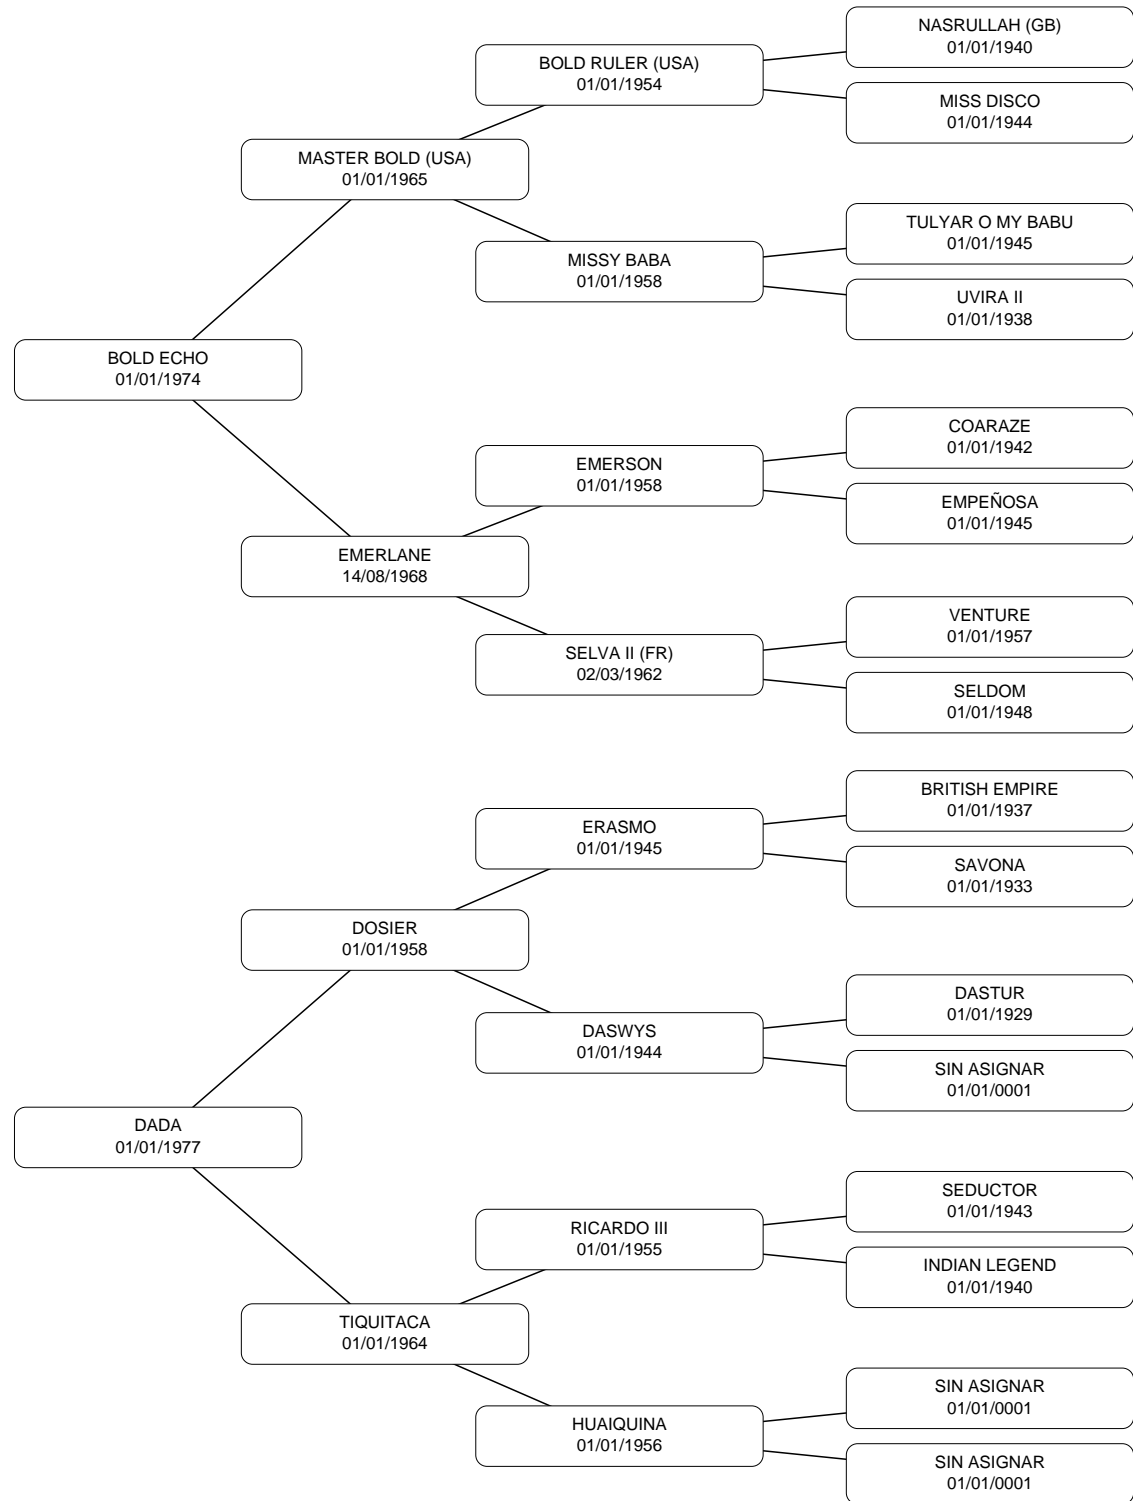 NASRULLAH (GB)
01/01/1940
BOLD RULER (USA)
01/01/1954
MISS DISCO
01/01/1944
MASTER BOLD (USA)
01/01/1965
TULYAR O MY BABU
01/01/1945
MISSY BABA
01/01/1958
UVIRA II
01/01/1938
BOLD ECHO
01/01/1974
COARAZE
01/01/1942
EMERSON
01/01/1958
EMPEÑOSA
01/01/1945
EMERLANE
14/08/1968
VENTURE
01/01/1957
SELVA II (FR)
02/03/1962
SELDOM
01/01/1948
BRITISH EMPIRE
01/01/1937
ERASMO
01/01/1945
SAVONA
01/01/1933
DOSIER
01/01/1958
DASTUR
01/01/1929
DASWYS
01/01/1944
SIN ASIGNAR
01/01/0001
DADA
01/01/1977
SEDUCTOR
01/01/1943
RICARDO III
01/01/1955
INDIAN LEGEND
01/01/1940
TIQUITACA
01/01/1964
SIN ASIGNAR
01/01/0001
HUAIQUINA
01/01/1956
SIN ASIGNAR
01/01/0001